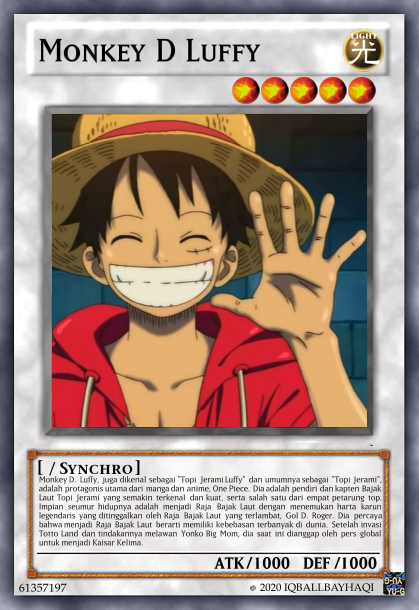 Monkey D Luffy
LIGHT
光
[ / Synchro]
Monkey D. Luffy, juga dikenal sebagai "Topi Jerami Luffy" dan umumnya sebagai "Topi Jerami",
adalah protagonis utama dari manga dan anime, One Piece. Dia adalah pendiri dan kapten Bajak
Laut Topi Jerami yang semakin terkenal dan kuat, serta salah satu dari empat petarung top.
Impian seumur hidupnya adalah menjadi Raja Bajak Laut dengan menemukan harta karun
legendaris yang ditinggalkan oleh Raja Bajak Laut yang terlambat, Gol D. Roger. Dia percaya
bahwa menjadi Raja Bajak Laut berarti memiliki kebebasan terbanyak di dunia. Setelah invasi
Totto Land dan tindakannya melawan Yonko Big Mom, dia saat ini dianggap oleh pers global
untuk menjadi Kaisar Kelima.
ATK/1000 DEF/1000
61357197 © 2020 IQBALLBAYHAQI